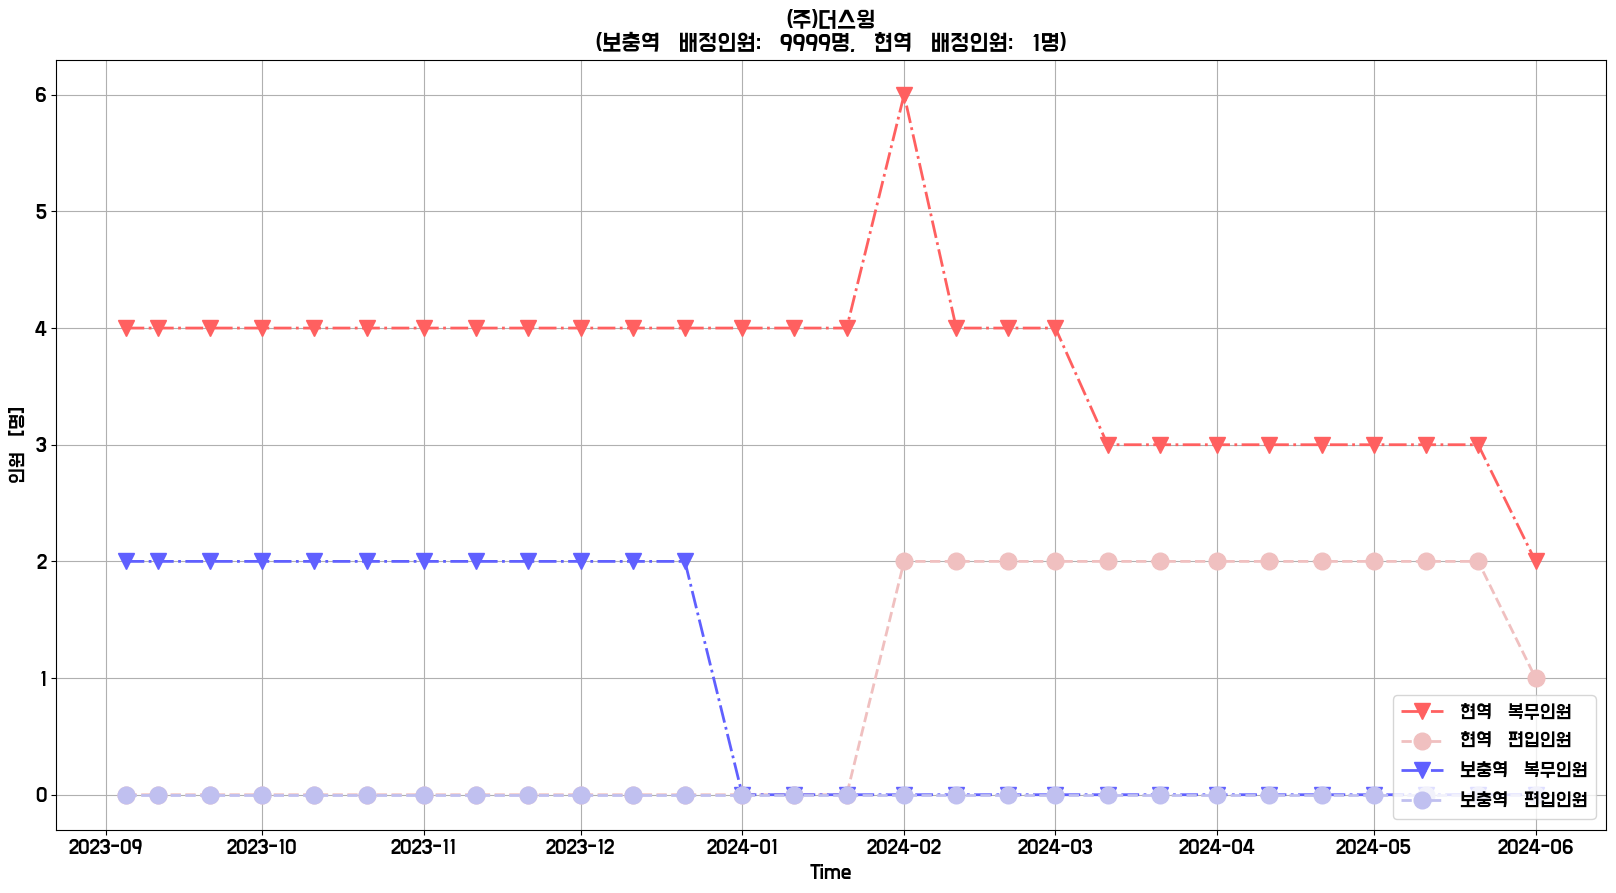 (주)더스윙
(보충역 배정인원: 9999명, 현역 배정인원: 1명)
인원 [명]
6
5
4
3
2
1
0
현역 복무인원
현역 편입인원
보충역 복무인원
보충역 편입인원
2023-09 2023-10 2023-11 2023-12 2024-01 2024-02 2024-03 2024-04 2024-05 2024-06
Time